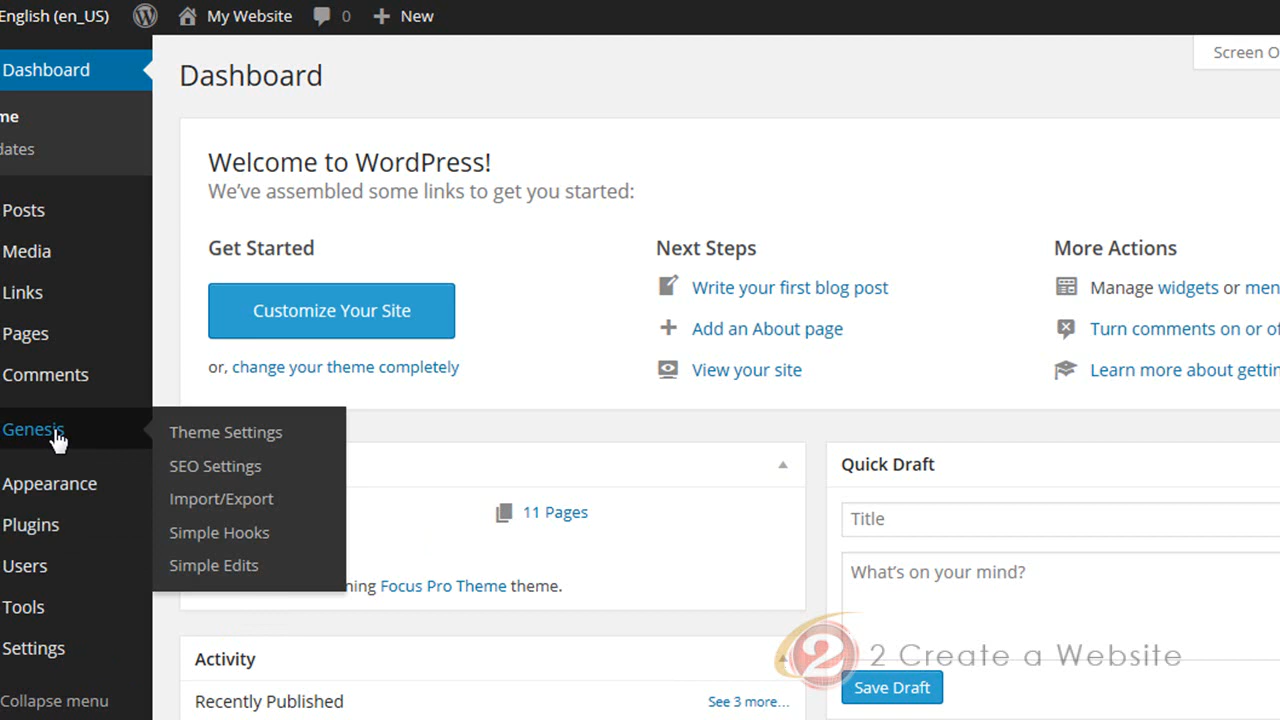 English (en_US) My Website 0 New
Screen O
Dashboard
me
dates
Posts
Media
Links
Pages
Comments
Genesis
Appearance
Plugins
Users
Tools
Settings
Collapse menu
Theme Settings
SEO Settings
Import/Export
Simple Hooks
Simple Edits
Dashboard
Welcome to WordPress!
We've assembled some links to get you started:
Get Started
Customize Your Site
or, change your theme completely
Next Steps
Write your first blog post
Add an About page
View your site
More Actions
Manage widgets or men
Turn comments on or of
Learn more about gettin
11 Pages
ning Focus Pro Theme theme.
Activity
Recently Published See 3 more...
Quick Draft
Title
What's on your mind?
Save Draft
2 2 Create a Website